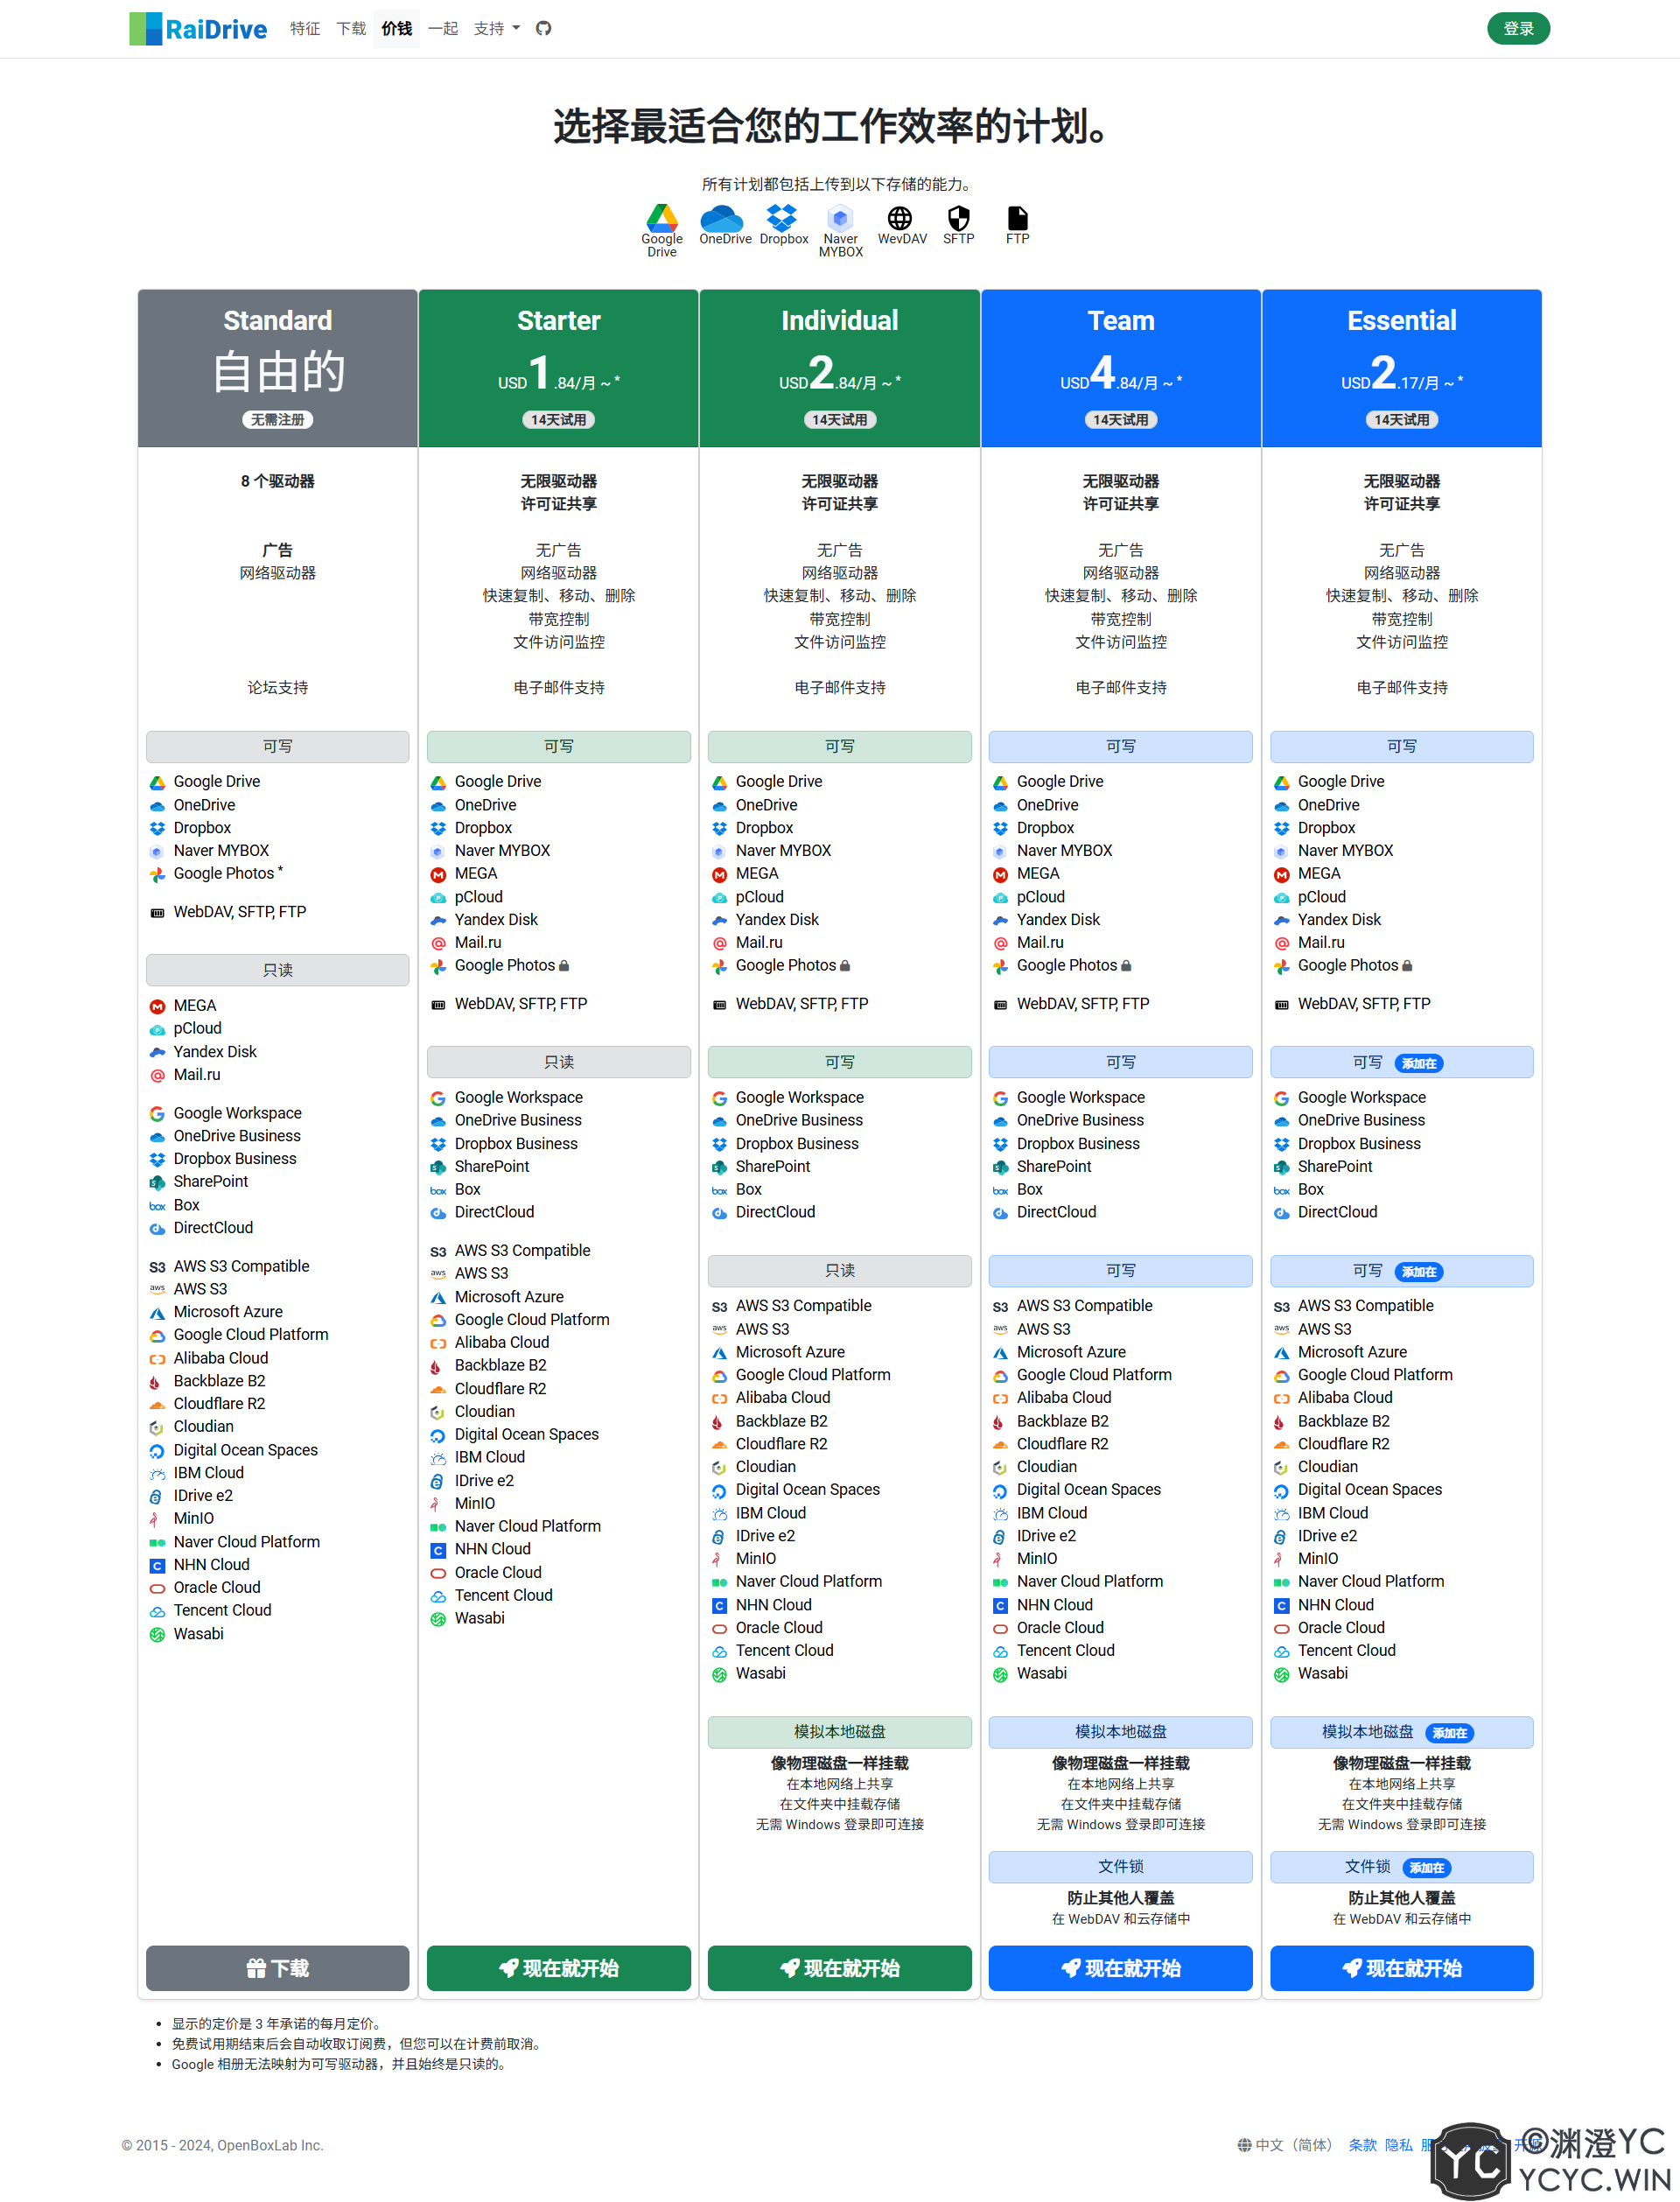 RaiDrive 特征 下载 价钱 一起 支持 登录
选择最适合您的工作效率的计划。
所有计划都包括上传到以下存储的能力。
Google Drive
OneDrive
Dropbox
Naver MYBOX
WevDAV
SFTP
FTP
Standard
自由的
无需注册
8 个驱动器
广告
网络驱动器
论坛支持
可写
Google Drive
OneDrive
Dropbox
Naver MYBOX
Google Photos *
WebDAV, SFTP, FTP
只读
MEGA
pCloud
Yandex Disk
Mail.ru
Google Workspace
OneDrive Business
Dropbox Business
SharePoint
Box
DirectCloud
AWS S3 Compatible
AWS S3
Microsoft Azure
Google Cloud Platform
Alibaba Cloud
Backblaze B2
Cloudflare R2
Cloudian
Digital Ocean Spaces
IBM Cloud
IDrive e2
MinIO
Naver Cloud Platform
NHN Cloud
Oracle Cloud
Tencent Cloud
Wasabi
下载
Starter
USD 1.84/月 ~ *
14天试用
无限驱动器
许可证共享
无广告
网络驱动器
快速复制、移动、删除
带宽控制
文件访问监控
电子邮件支持
可写
Google Drive
OneDrive
Dropbox
Naver MYBOX
MEGA
pCloud
Yandex Disk
Mail.ru
Google Photos
WebDAV, SFTP, FTP
只读
Google Workspace
OneDrive Business
Dropbox Business
SharePoint
Box
DirectCloud
AWS S3 Compatible
AWS S3
Microsoft Azure
Google Cloud Platform
Alibaba Cloud
Backblaze B2
Cloudflare R2
Cloudian
Digital Ocean Spaces
IBM Cloud
IDrive e2
MinIO
Naver Cloud Platform
NHN Cloud
Oracle Cloud
Tencent Cloud
Wasabi
现在就开始
Individual
USD2.84/月 ~ *
14天试用
无限驱动器
许可证共享
无广告
网络驱动器
快速复制、移动、删除
带宽控制
文件访问监控
电子邮件支持
可写
Google Drive
OneDrive
Dropbox
Naver MYBOX
MEGA
pCloud
Yandex Disk
Mail.ru
Google Photos
WebDAV, SFTP, FTP
可写
Google Workspace
OneDrive Business
Dropbox Business
SharePoint
Box
DirectCloud
只读
AWS S3 Compatible
AWS S3
Microsoft Azure
Google Cloud Platform
Alibaba Cloud
Backblaze B2
Cloudflare R2
Cloudian
Digital Ocean Spaces
IBM Cloud
IDrive e2
MinIO
Naver Cloud Platform
NHN Cloud
Oracle Cloud
Tencent Cloud
Wasabi
模拟本地磁盘
像物理磁盘一样挂载
在本地网络上共享
在文件夹中挂载存储
无需 Windows 登录即可连接
现在就开始
Team
USD4.84/月 ~ *
14天试用
无限驱动器
许可证共享
无广告
网络驱动器
快速复制、移动、删除
带宽控制
文件访问监控
电子邮件支持
可写
Google Drive
OneDrive
Dropbox
Naver MYBOX
MEGA
pCloud
Yandex Disk
Mail.ru
Google Photos
WebDAV, SFTP, FTP
可写
Google Workspace
OneDrive Business
Dropbox Business
SharePoint
Box
DirectCloud
可写
AWS S3 Compatible
AWS S3
Microsoft Azure
Google Cloud Platform
Alibaba Cloud
Backblaze B2
Cloudflare R2
Cloudian
Digital Ocean Spaces
IBM Cloud
IDrive e2
MinIO
Naver Cloud Platform
NHN Cloud
Oracle Cloud
Tencent Cloud
Wasabi
模拟本地磁盘
像物理磁盘一样挂载
在本地网络上共享
在文件夹中挂载存储
无需 Windows 登录即可连接
文件锁
防止其他人覆盖
在 WebDAV 和云存储中
现在就开始
Essential
USD2.17/月 ~ *
14天试用
无限驱动器
许可证共享
无广告
网络驱动器
快速复制、移动、删除
带宽控制
文件访问监控
电子邮件支持
可写
Google Drive
OneDrive
Dropbox
Naver MYBOX
MEGA
pCloud
Yandex Disk
Mail.ru
Google Photos
WebDAV, SFTP, FTP
可写 添加在
Google Workspace
OneDrive Business
Dropbox Business
SharePoint
Box
DirectCloud
可写 添加在
AWS S3 Compatible
AWS S3
Microsoft Azure
Google Cloud Platform
Alibaba Cloud
Backblaze B2
Cloudflare R2
Cloudian
Digital Ocean Spaces
IBM Cloud
IDrive e2
MinIO
Naver Cloud Platform
NHN Cloud
Oracle Cloud
Tencent Cloud
Wasabi
模拟本地磁盘 添加在
像物理磁盘一样挂载
在本地网络上共享
在文件夹中挂载存储
无需 Windows 登录即可连接
文件锁 添加在
防止其他人覆盖
在 WebDAV 和云存储中
现在就开始
显示的定价是 3 年承诺的每月定价。
免费试用期结束后会自动收取订阅费，但您可以在计费前取消。
Google 相册无法映射为可写驱动器，并且始终是只读的。
© 2015 - 2024, OpenBoxLab Inc.
中文（简体） 条款 隐私
YC ©渊澄YC
YCYC.WIN